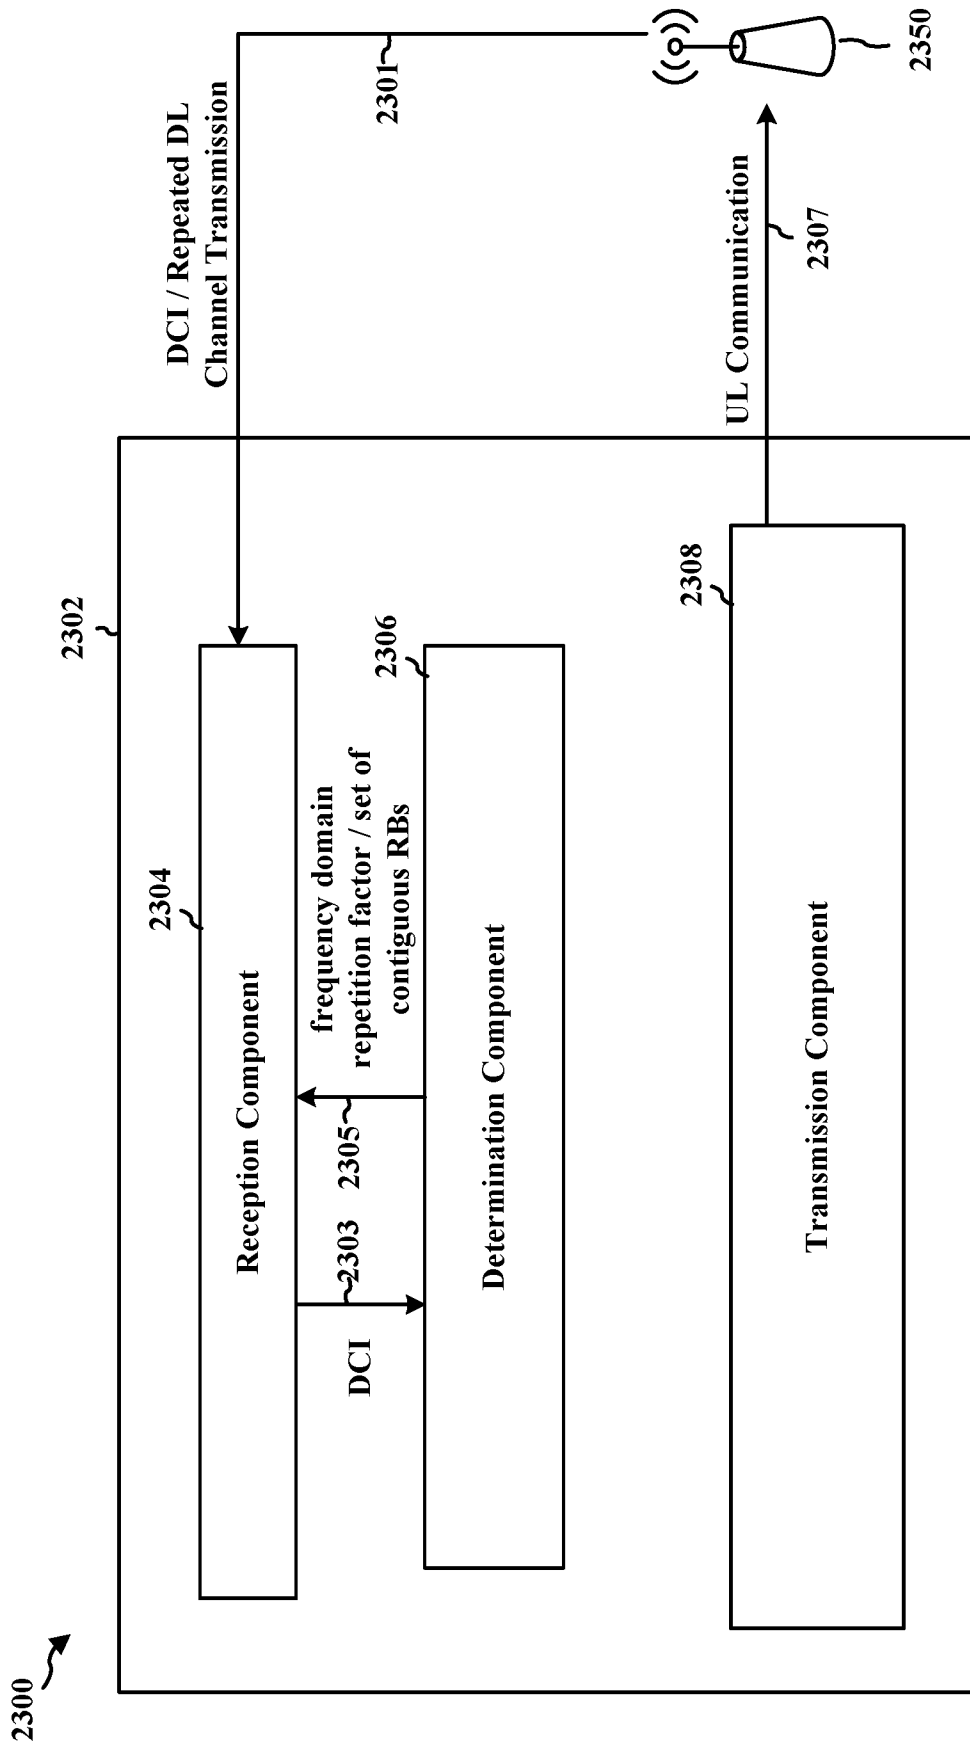 2300
2302
DCI / Repeated DL
Channel Transmission
2301
2304
Reception Component
DCI
2303
2305
frequency domain
repetition factor / set of
contiguous RBs
2306
Determination Component
2308
Transmission Component
UL Communication
2307
2350